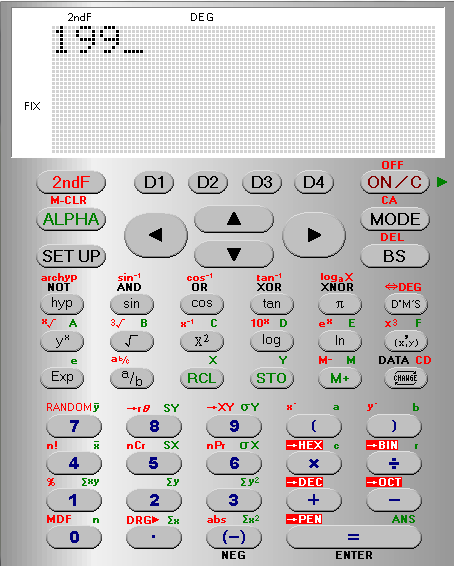 2ndF DEG
199_
FIX
OFF
2ndF D1 D2 D3 D4 ON/C
M-CLR CA
ALPHA ◀ ▲ ▶ MODE
DEL
SET UP ▼ BS
archyp sin⁻¹ cos⁻¹ tan⁻¹ logₐX ⇔DEG
NOT AND OR XOR XNOR
hyp sin cos tan π D°M'S
ˣ√ A ³√ B x⁻¹ C 10ˣ D eˣ E x³ F
yˣ √ X² log ln (x,y)
e ab/c X Y M- M DATA CD
Exp a/b RCL STO M+ CHANGE
RANDOM ȳ →rθ SY →XY σY x´ a y´ b
7 8 9 ( )
n! x̄ nCr SX nPr σX →HEX c →BIN r
4 5 6 × ÷
% Σxy Σy Σy² →DEC →OCT
1 2 3 + −
MDF n DRG▶ Σx abs Σx² →PEN ANS
0 · (−) =
NEG ENTER